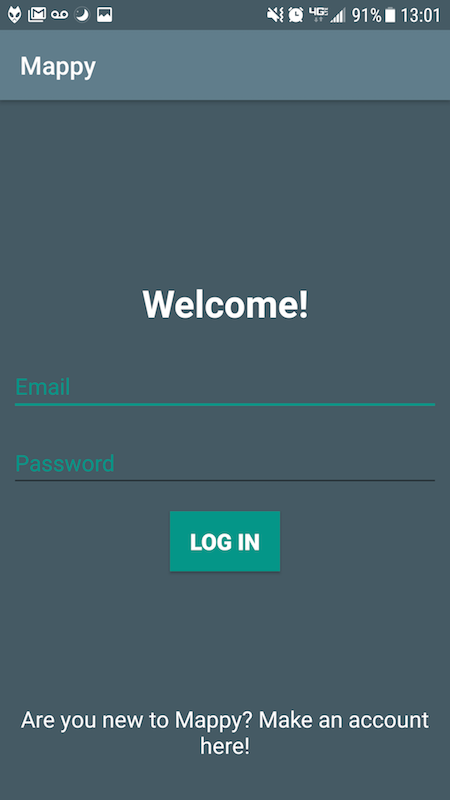 4G 91% 13:01
Mappy
Welcome!
Email
Password
LOG IN
Are you new to Mappy? Make an account
here!